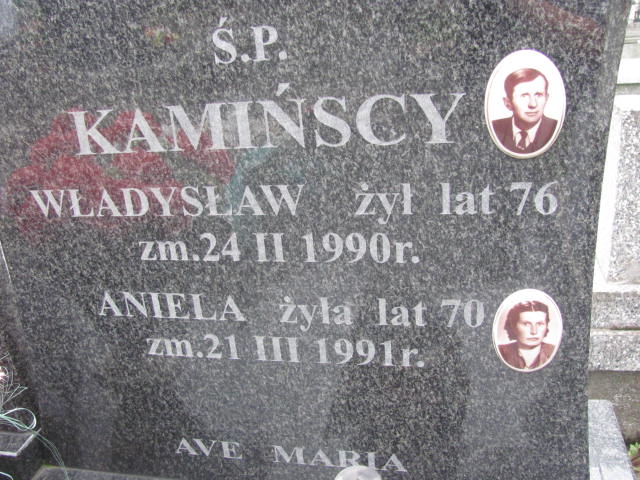 Ś.P.
KAMIŃSCY
WŁADYSŁAW żył lat 76
zm.24 II 1990r.
ANIELA żyła lat 70
zm.21 III 1991r.
AVE MARIA